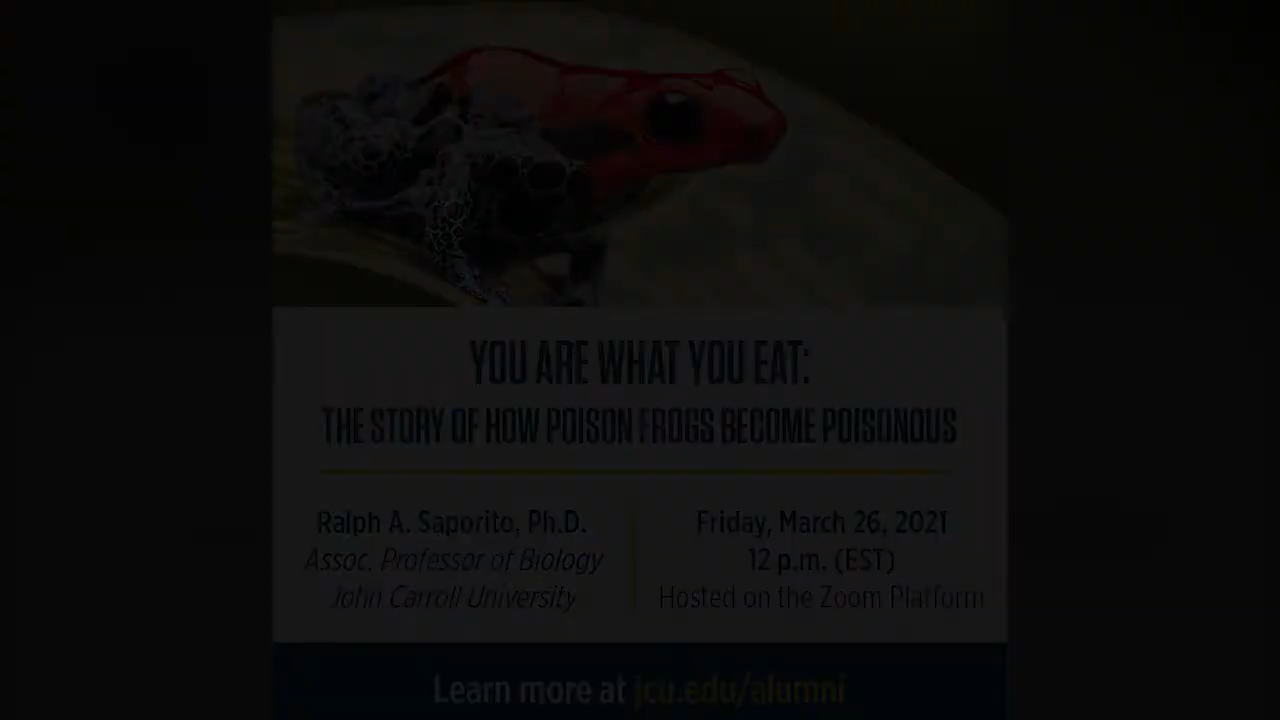 YOU ARE WHAT YOU EAT:
THE STORY OF HOW POISON FROGS BECOME POISONOUS
Ralph A. Saporito, Ph.D.
Assoc. Professor of Biology
John Carroll University
Friday, March 26, 2021
12 p.m. (EST)
Hosted on the Zoom Platform
Learn more at jcu.edu/alumni